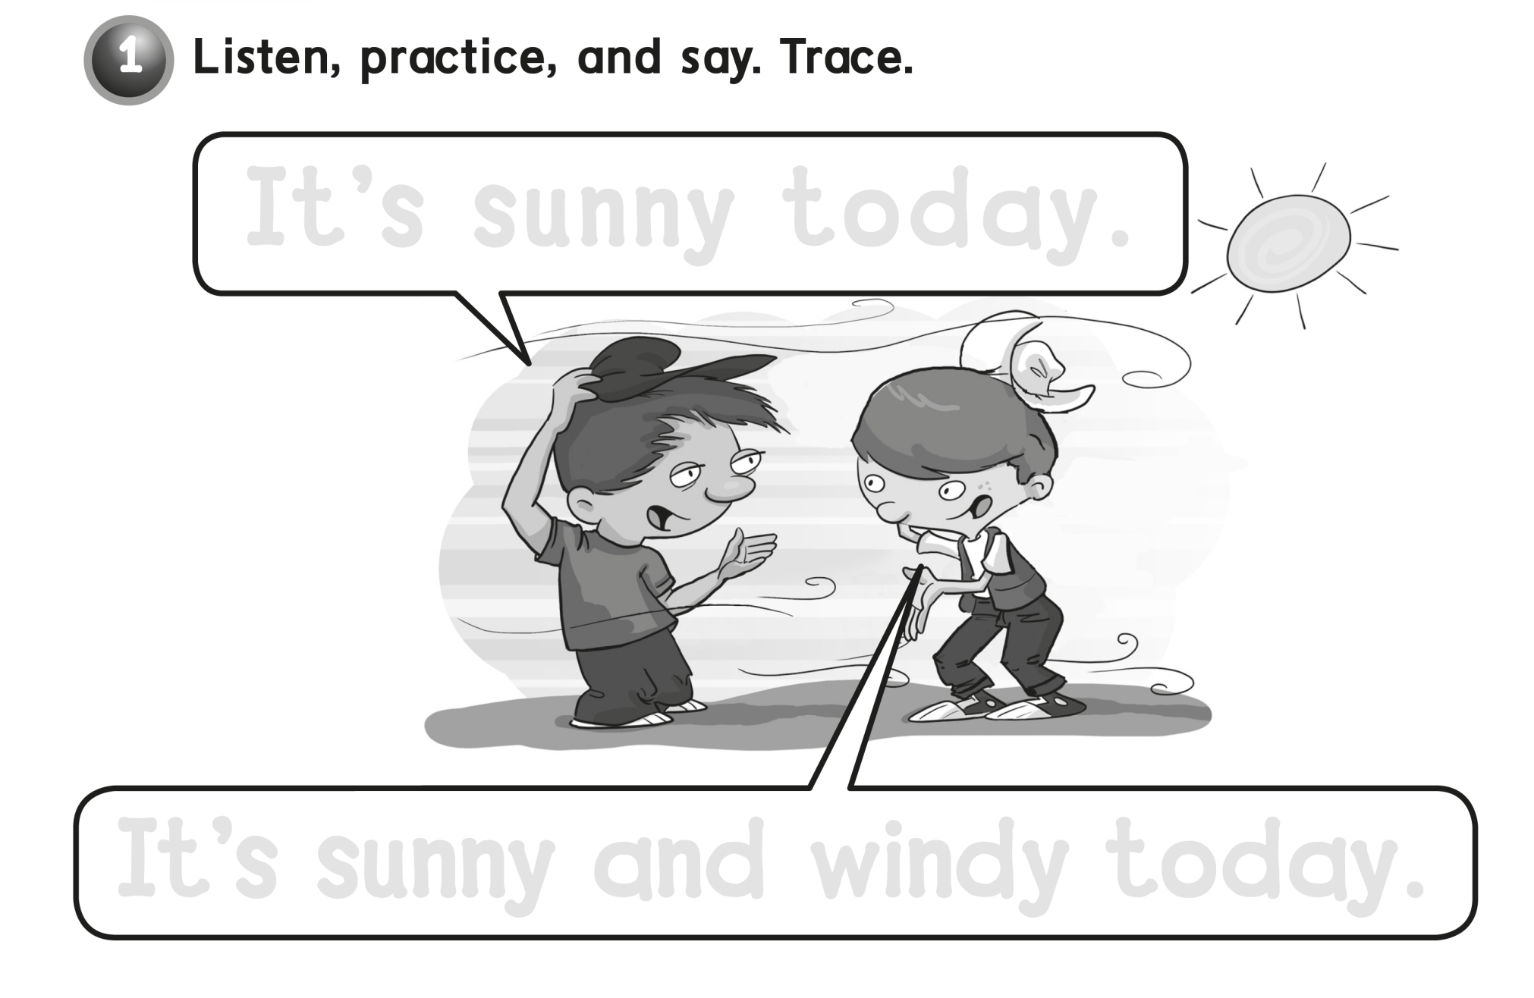 1 Listen, practice, and say. Trace.
It's sunny today.
It's sunny and windy today.